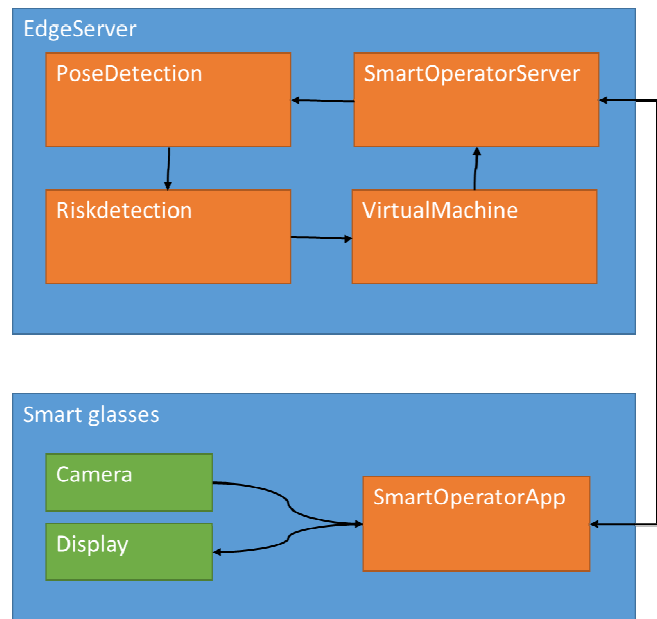 EdgeServer
PoseDetection
SmartOperatorServer
Riskdetection
VirtualMachine
Smart glasses
Camera
SmartOperatorApp
Display